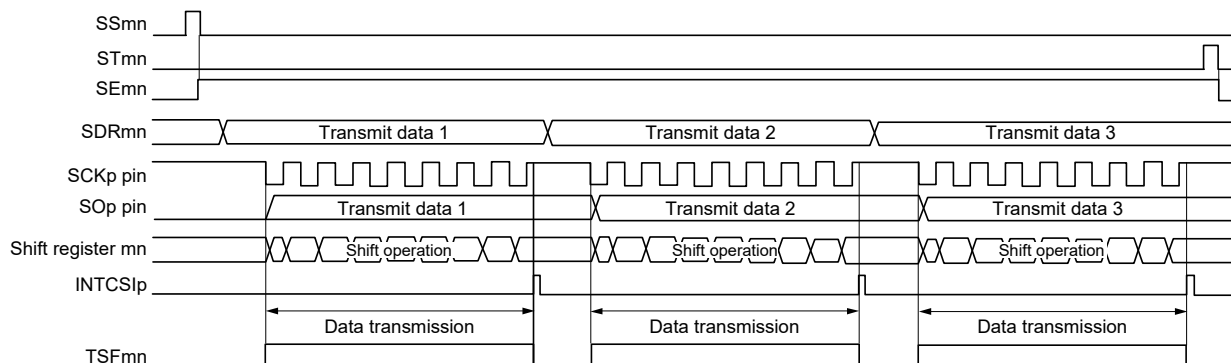 SSmn
STmn
SEmn
SDRmn Transmit data 1 Transmit data 2 Transmit data 3
SCKp pin
SOp pin Transmit data 1 Transmit data 2 Transmit data 3
Shift register mn Shift operation Shift operation Shift operation
INTCSIp
Data transmission Data transmission Data transmission
TSFmn